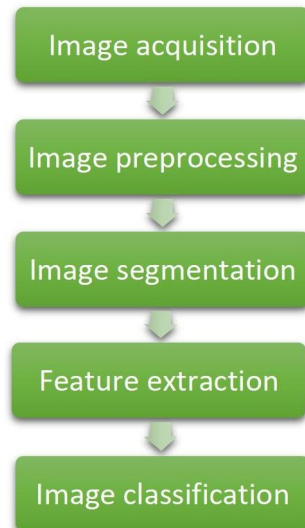 Image acquisition
Image preprocessing
Image segmentation
Feature extraction
Image classification